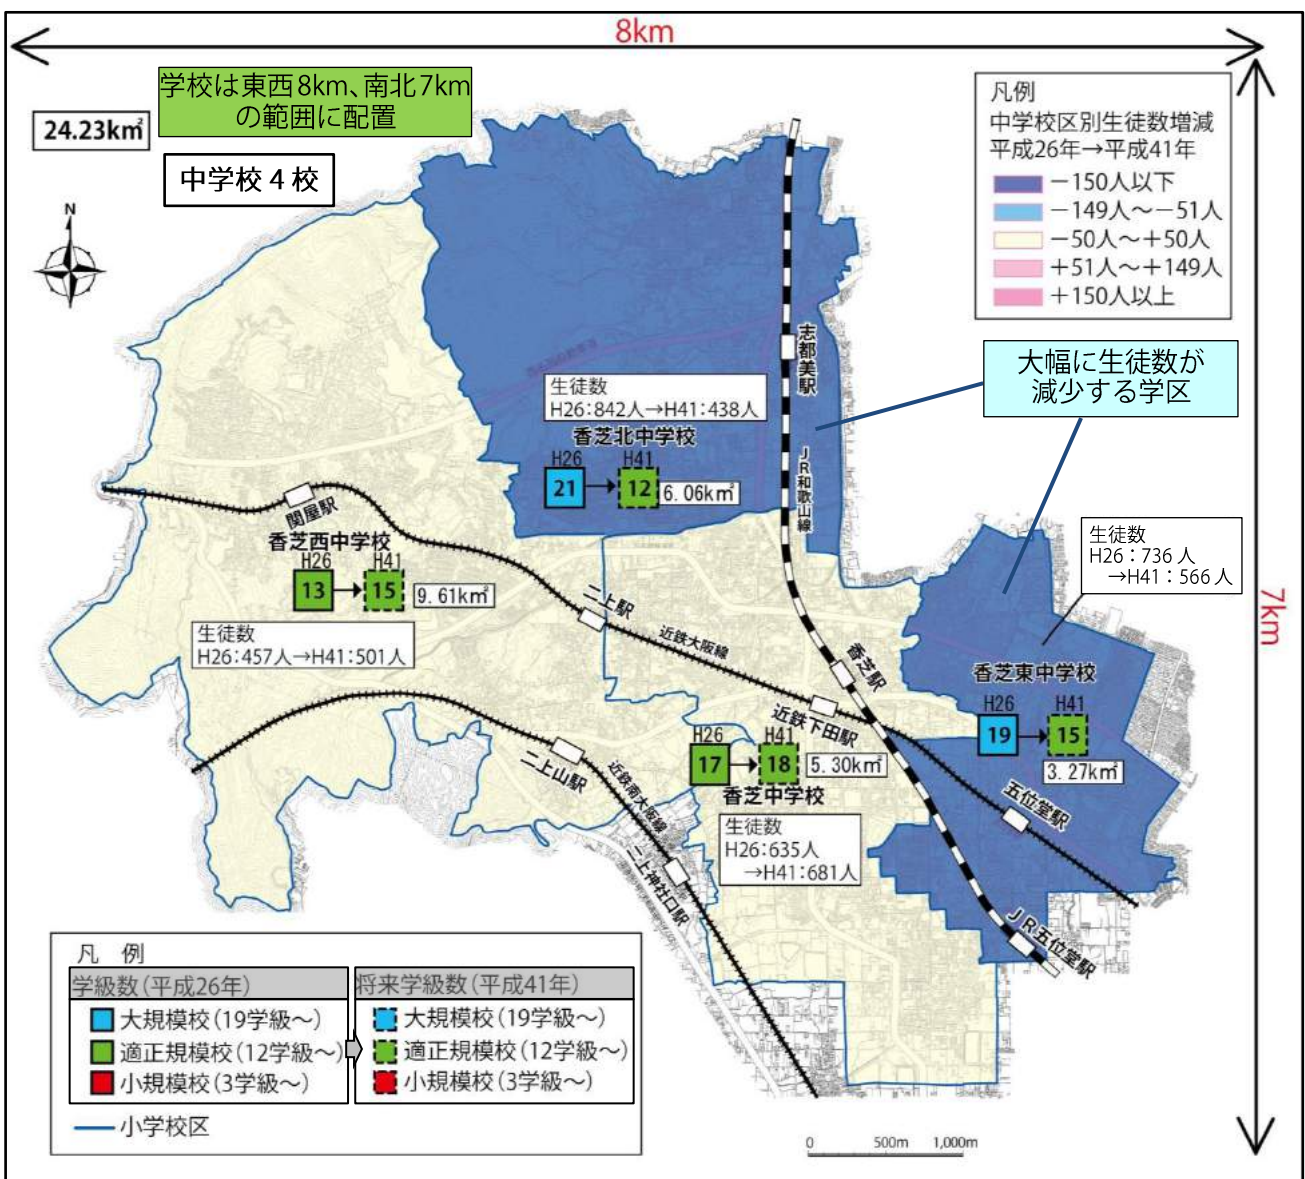 8km
学校は東西8km、南北7km
の範囲に配置
24.23k㎡
中学校4校
N
凡例
中学校区別生徒数増減
平成26年→平成41年
－150人以下
－149人～－51人
－50人～＋50人
＋51人～＋149人
＋150人以上
大幅に生徒数が
減少する学区
7km
志都美駅
JR和歌山線
生徒数
H26:842人→H41:438人
香芝北中学校
H26
H41
21
12
6.06k㎡
生徒数
H26：736人
→H41：566人
関屋駅
香芝西中学校
H26
H41
13
15
9.61k㎡
生徒数
H26:457人→H41:501人
二上駅
近鉄大阪線
香芝駅
近鉄下田駅
香芝東中学校
H26
H41
19
15
3.27k㎡
H26
H41
17
18
5.30k㎡
香芝中学校
生徒数
H26:635人
→H41:681人
二上山駅
近鉄南大阪線
二上神社口駅
五位堂駅
JR五位堂駅
凡　例
学級数(平成26年)
大規模校(19学級～)
適正規模校(12学級～)
小規模校(3学級～)
将来学級数(平成41年)
大規模校(19学級～)
適正規模校(12学級～)
小規模校(3学級～)
小学校区
0
500m
1,000m